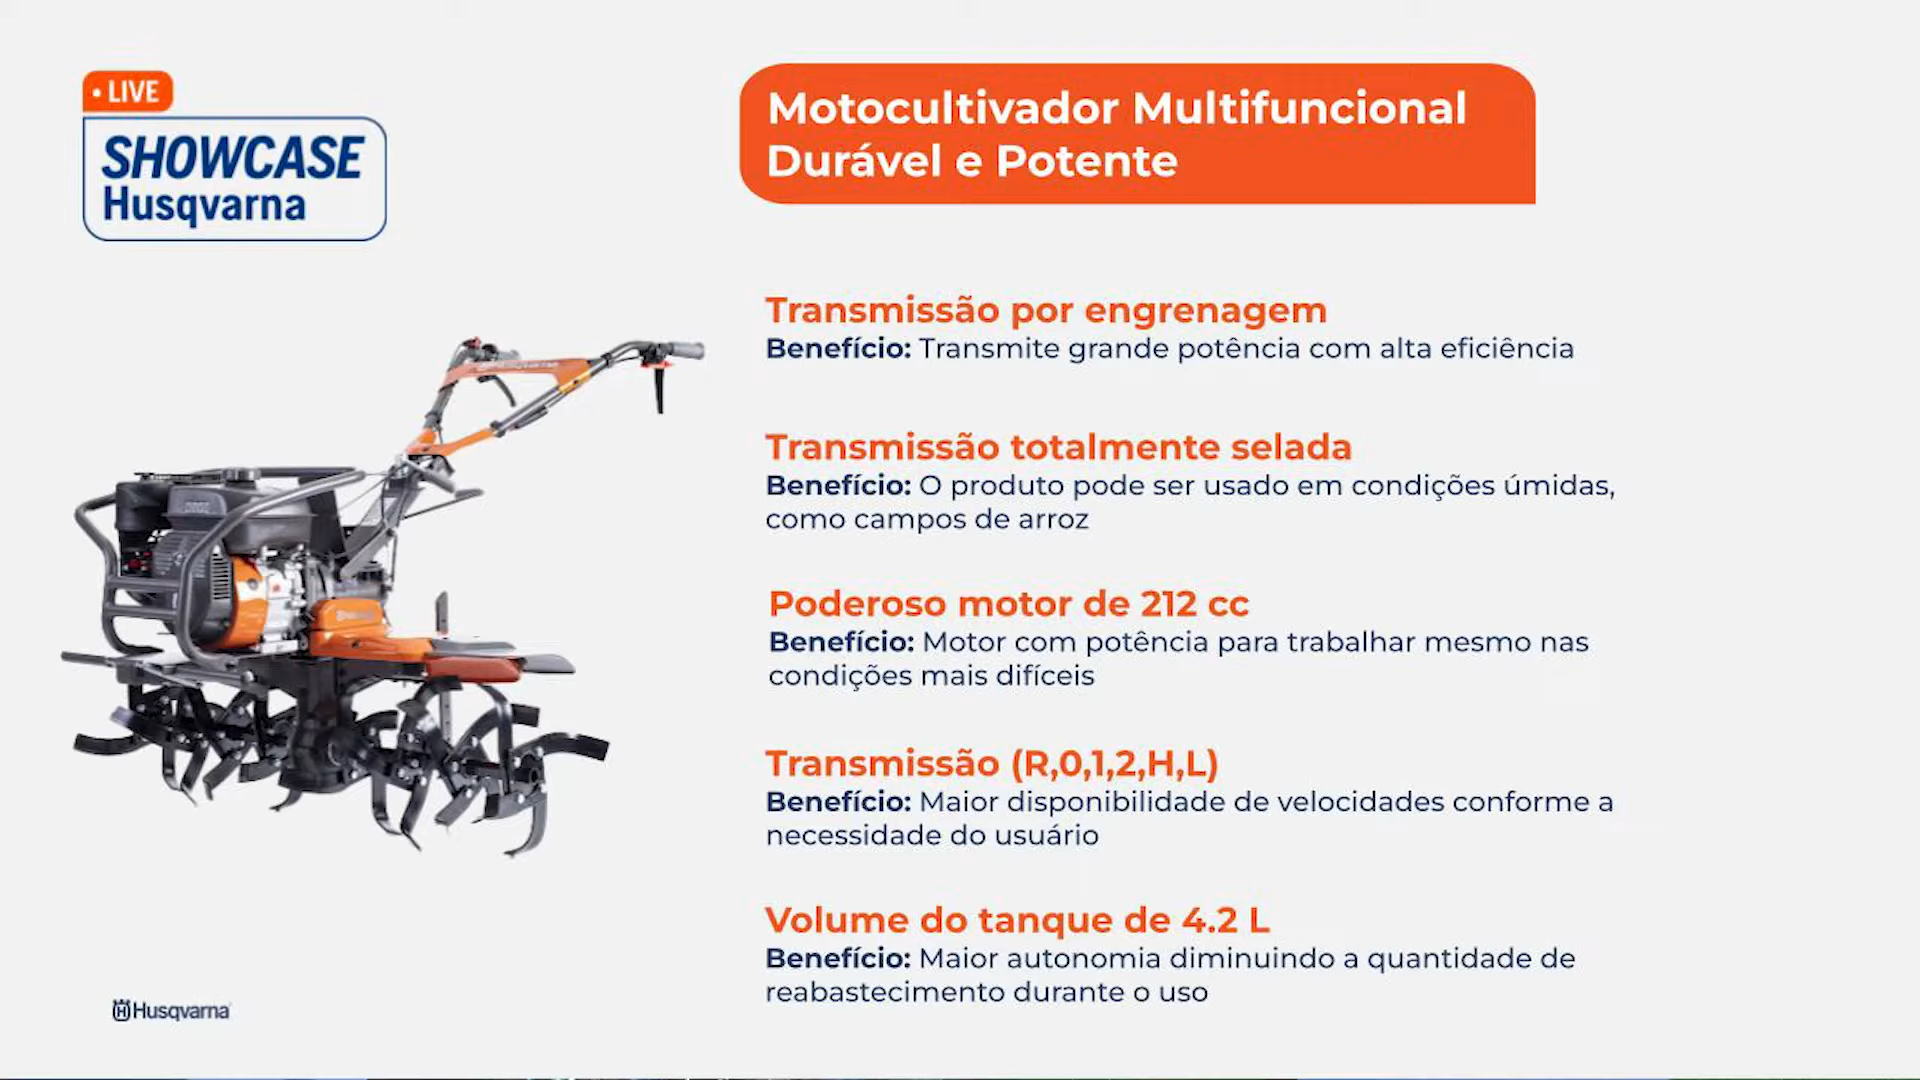 • LIVE
SHOWCASE
Husqvarna
Motocultivador Multifuncional
Durável e Potente
Transmissão por engrenagem
Benefício: Transmite grande potência com alta eficiência
Transmissão totalmente selada
Benefício: O produto pode ser usado em condições úmidas,
como campos de arroz
Poderoso motor de 212 cc
Benefício: Motor com potência para trabalhar mesmo nas
condições mais difíceis
Transmissão (R,0,1,2,H,L)
Benefício: Maior disponibilidade de velocidades conforme a
necessidade do usuário
Volume do tanque de 4.2 L
Benefício: Maior autonomia diminuindo a quantidade de
reabastecimento durante o uso
Husqvarna